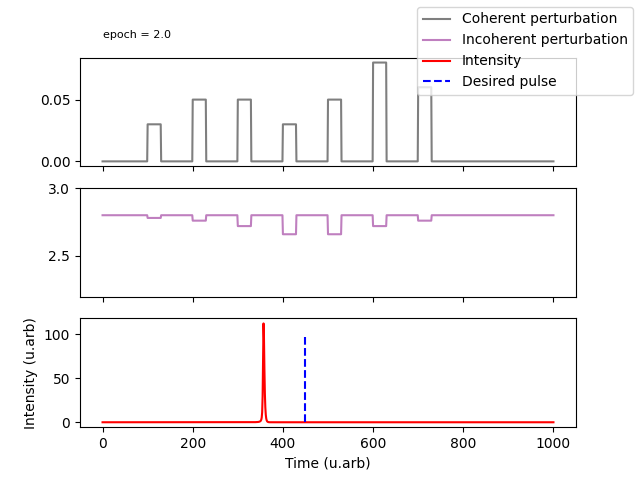 epoch = 2.0
Coherent perturbation
Incoherent perturbation
Intensity
Desired pulse
0.05
0.00
3.0
2.5
100
50
0
Intensity (u.arb)
0 200 400 600 800 1000
Time (u.arb)